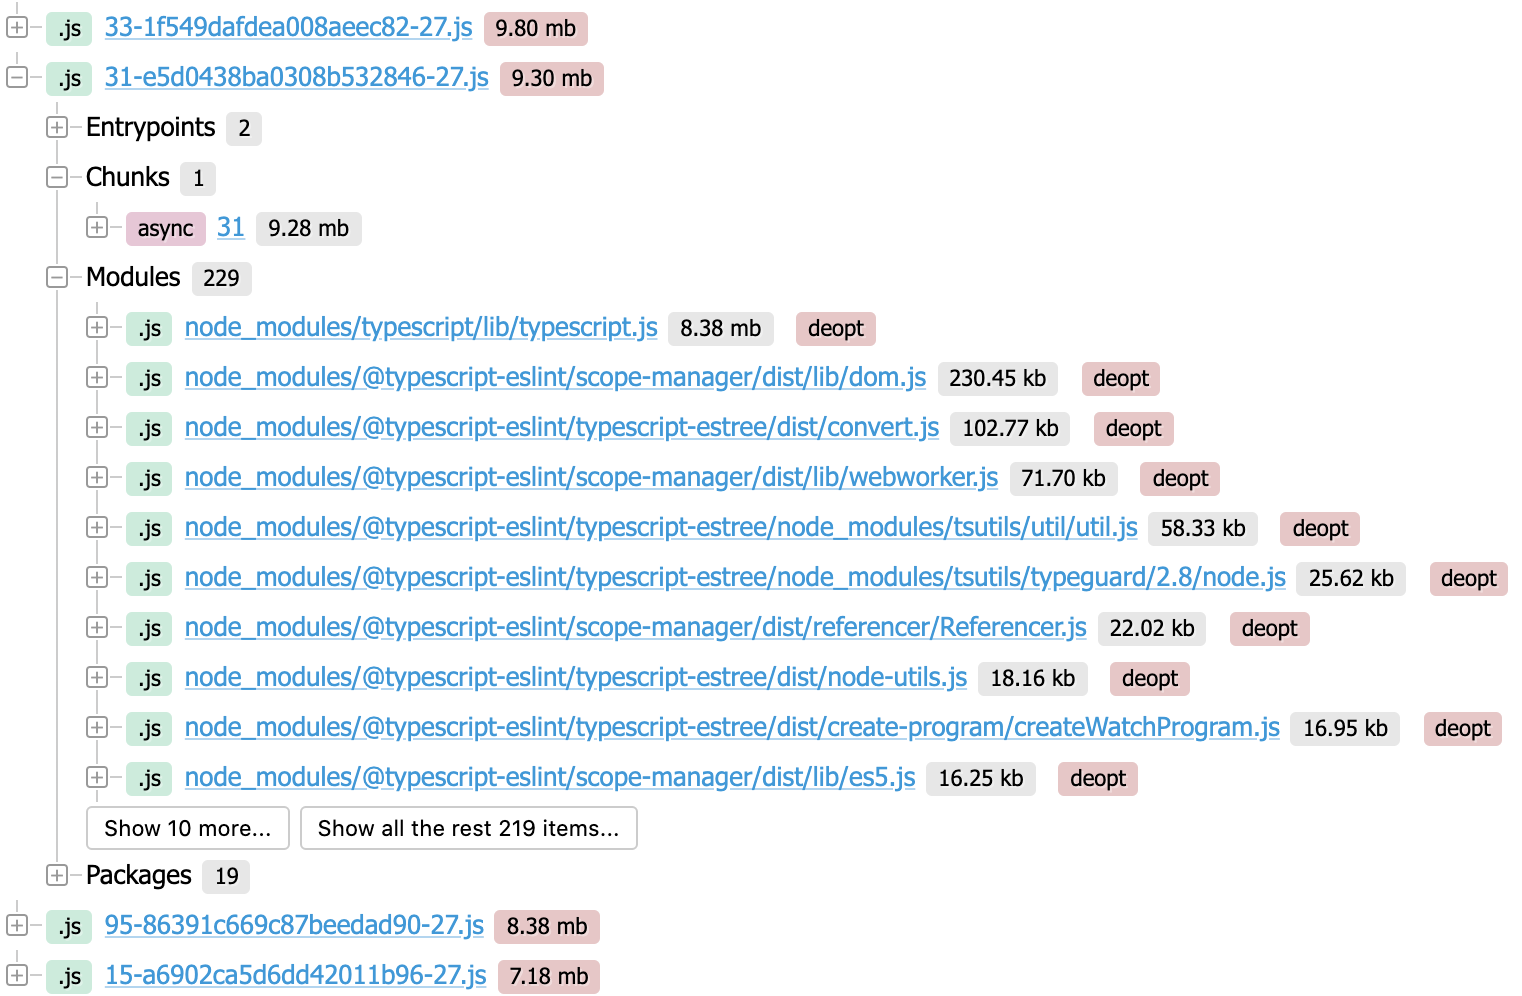 .js 33-1f549dafdea008aeec82-27.js 9.80 mb
.js 31-e5d0438ba0308b532846-27.js 9.30 mb
Entrypoints 2
Chunks 1
async 31 9.28 mb
Modules 229
.js node_modules/typescript/lib/typescript.js 8.38 mb deopt
.js node_modules/@typescript-eslint/scope-manager/dist/lib/dom.js 230.45 kb deopt
.js node_modules/@typescript-eslint/typescript-estree/dist/convert.js 102.77 kb deopt
.js node_modules/@typescript-eslint/scope-manager/dist/lib/webworker.js 71.70 kb deopt
.js node_modules/@typescript-eslint/typescript-estree/node_modules/tsutils/util/util.js 58.33 kb deopt
.js node_modules/@typescript-eslint/typescript-estree/node_modules/tsutils/typeguard/2.8/node.js 25.62 kb deopt
.js node_modules/@typescript-eslint/scope-manager/dist/referencer/Referencer.js 22.02 kb deopt
.js node_modules/@typescript-eslint/typescript-estree/dist/node-utils.js 18.16 kb deopt
.js node_modules/@typescript-eslint/typescript-estree/dist/create-program/createWatchProgram.js 16.95 kb deopt
.js node_modules/@typescript-eslint/scope-manager/dist/lib/es5.js 16.25 kb deopt
Show 10 more... Show all the rest 219 items...
Packages 19
.js 95-86391c669c87beedad90-27.js 8.38 mb
.js 15-a6902ca5d6dd42011b96-27.js 7.18 mb